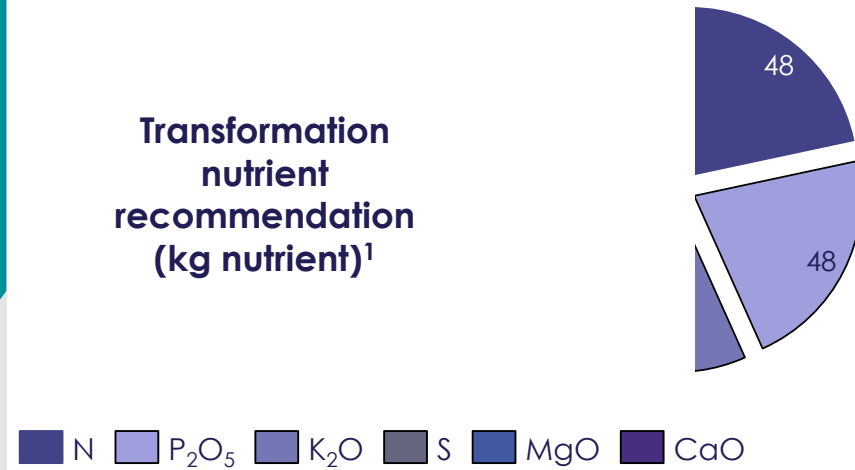 48
Transformation
nutrient
recommendation
(kg nutrient)¹
48
N P₂O₅ K₂O S MgO CaO